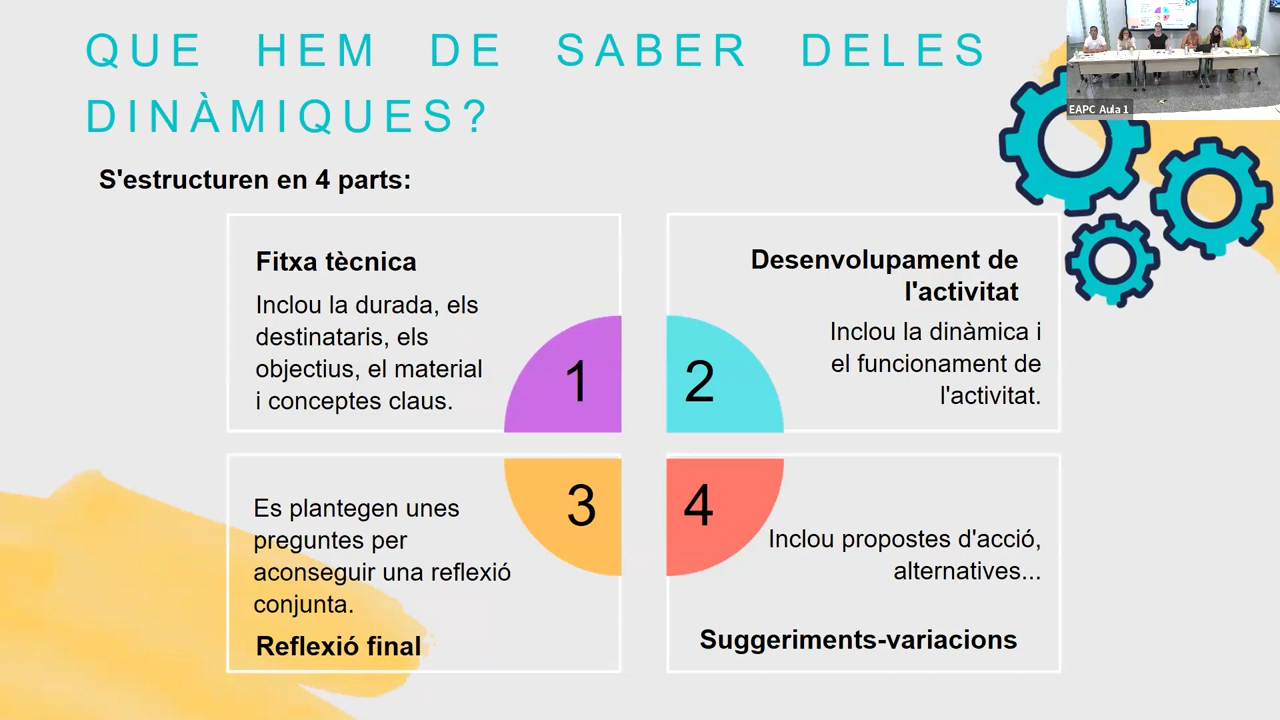 QUE HEM DE SABER DELES
DINÀMIQUES?
EAPC Aula 1
S'estructuren en 4 parts:
Fitxa tècnica
Inclou la durada, els
destinataris, els
objectius, el material
i conceptes claus.
1
Desenvolupament de
l'activitat
Inclou la dinàmica i
el funcionament de
l'activitat.
2
3
Es plantegen unes
preguntes per
aconseguir una reflexió
conjunta.
Reflexió final
4
Inclou propostes d'acció,
alternatives...
Suggeriments-variacions